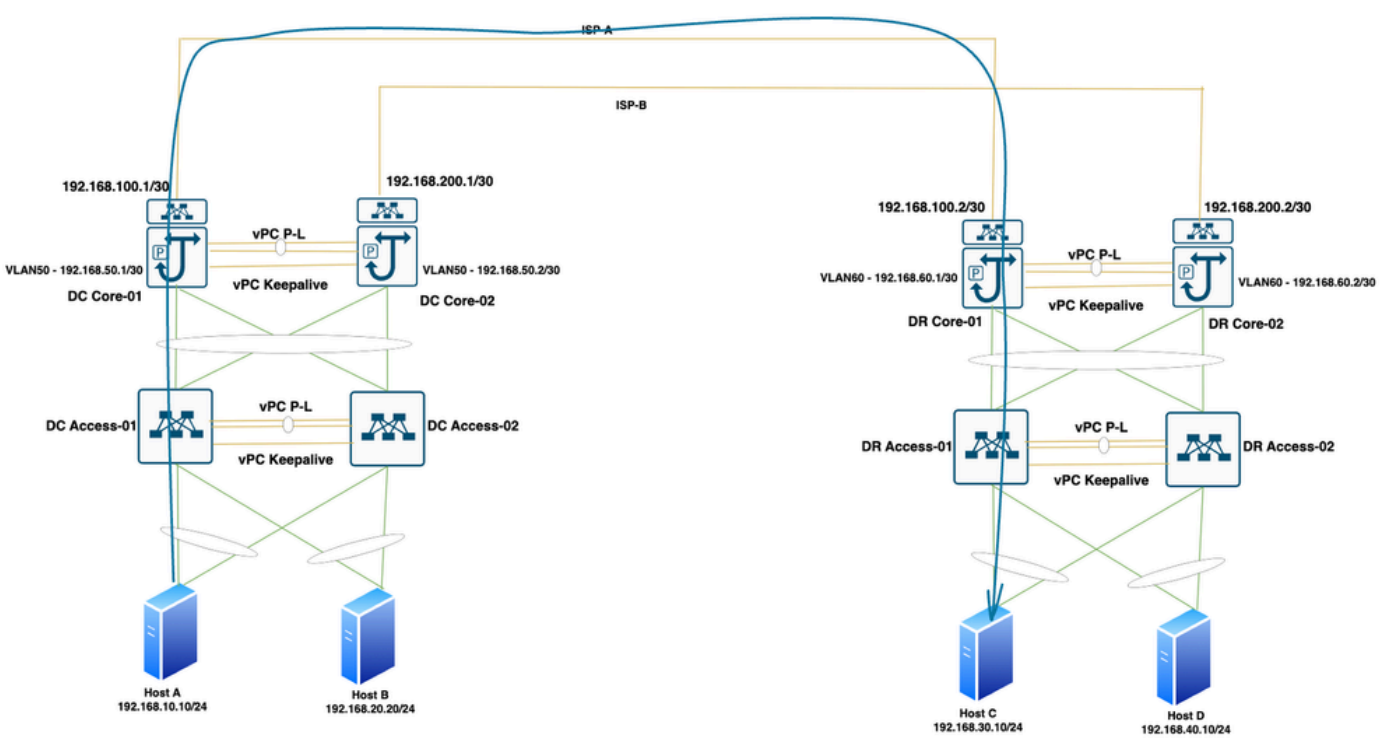 ISP-A
ISP-B
192.168.100.1/30
192.168.200.1/30
192.168.100.2/30
192.168.200.2/30
vPC P-L
P
P
VLAN50 - 192.168.50.1/30
VLAN50 - 192.168.50.2/30
vPC Keepalive
DC Core-01
DC Core-02
vPC P-L
P
P
VLAN60 - 192.168.60.1/30
VLAN60 - 192.168.60.2/30
vPC Keepalive
DR Core-01
DR Core-02
vPC P-L
DC Access-01
DC Access-02
vPC Keepalive
vPC P-L
DR Access-01
DR Access-02
vPC Keepalive
Host A
192.168.10.10/24
Host B
192.168.20.20/24
Host C
192.168.30.10/24
Host D
192.168.40.10/24